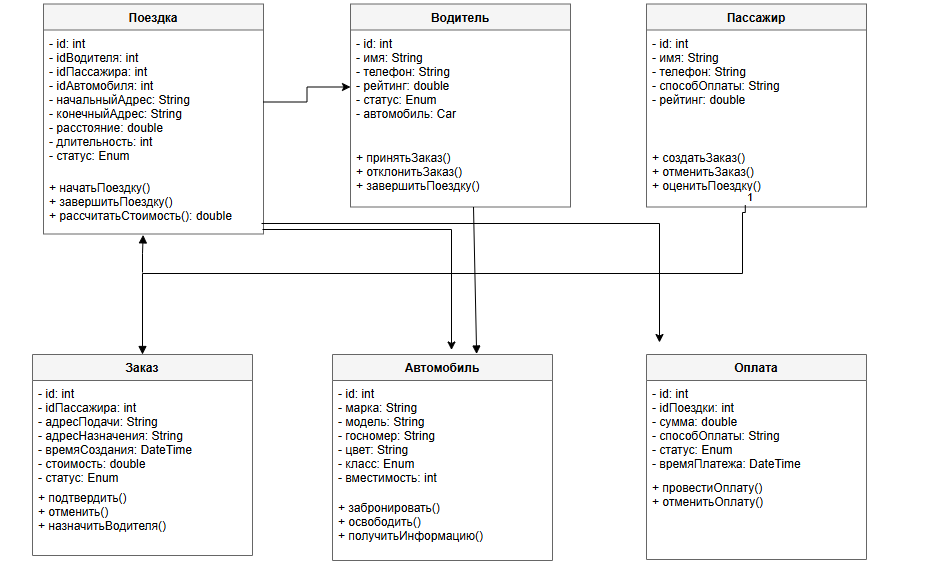 Поездка
- id: int
- idВодителя: int
- idПассажира: int
- idАвтомобиля: int
- начальныйАдрес: String
- конечныйАдрес: String
- расстояние: double
- длительность: int
- статус: Enum
+ начатьПоездку()
+ завершитьПоездку()
+ рассчитатьСтоимость(): double
Водитель
- id: int
- имя: String
- телефон: String
- рейтинг: double
- статус: Enum
- автомобиль: Car
+ принятьЗаказ()
+ отклонитьЗаказ()
+ завершитьПоездку()
Пассажир
- id: int
- имя: String
- телефон: String
- способОплаты: String
- рейтинг: double
+ создатьЗаказ()
+ отменитьЗаказ()
+ оценитьПоездку()
1
Заказ
- id: int
- idПассажира: int
- адресПодачи: String
- адресНазначения: String
- времяСоздания: DateTime
- стоимость: double
- статус: Enum
+ подтвердить()
+ отменить()
+ назначитьВодителя()
Автомобиль
- id: int
- марка: String
- модель: String
- госномер: String
- цвет: String
- класс: Enum
- вместимость: int
+ забронировать()
+ освободить()
+ получитьИнформацию()
Оплата
- id: int
- idПоездки: int
- сумма: double
- способОплаты: String
- статус: Enum
- времяПлатежа: DateTime
+ провестиОплату()
+ отменитьОплату()